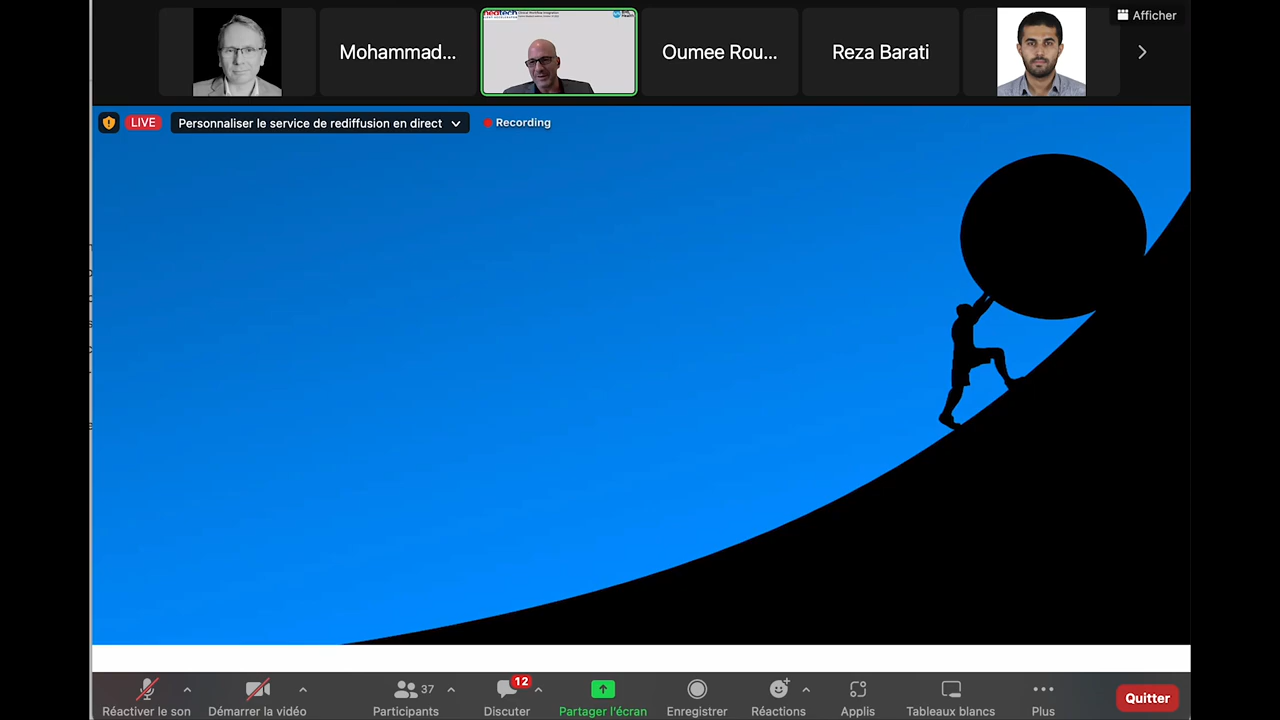 Mohammad...
Oumee Rou...
Reza Barati
Afficher
LIVE
Personnaliser le service de rediffusion en direct
Recording
Réactiver le son
Démarrer la vidéo
37
Participants
12
Discuter
Partager l'écran
Enregistrer
Réactions
Applis
Tableaux blancs
Plus
Quitter